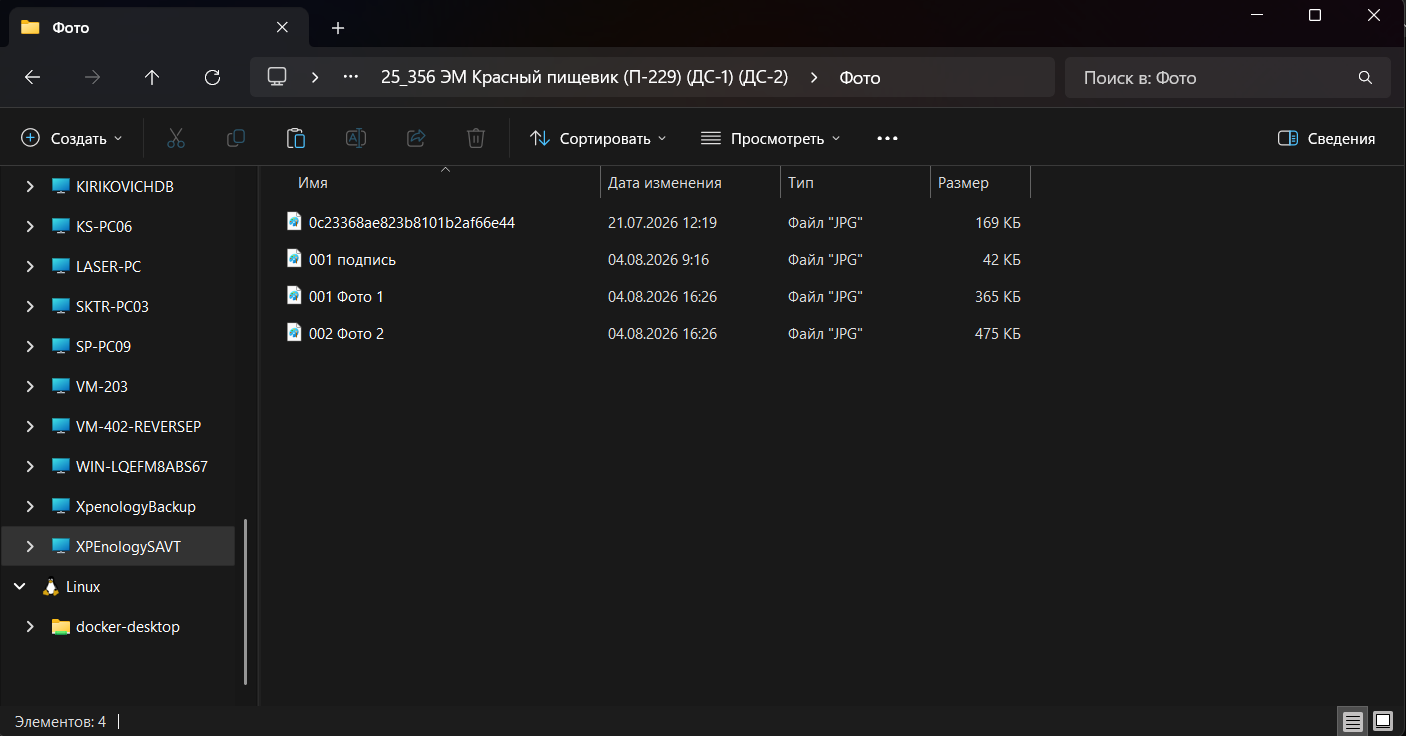 Фото
25_356 ЭМ Красный пищевик (П-229) (ДС-1) (ДС-2) > Фото
Поиск в: Фото
Создать
Сортировать
Просмотреть
Сведения
Имя Дата изменения Тип Размер
0c23368ae823b8101b2af66e44 21.07.2026 12:19 Файл "JPG" 169 КБ
001 подпись 04.08.2026 9:16 Файл "JPG" 42 КБ
001 Фото 1 04.08.2026 16:26 Файл "JPG" 365 КБ
002 Фото 2 04.08.2026 16:26 Файл "JPG" 475 КБ
KIRIKOVICHDB
KS-PC06
LASER-PC
SKTR-PC03
SP-PC09
VM-203
VM-402-REVERSEP
WIN-LQEFM8ABS67
XpenologyBackup
XPEnologySAVT
Linux
docker-desktop
Элементов: 4